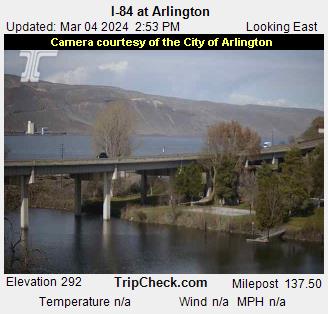 I-84 at Arlington
Updated: Mar 04 2024 2:53 PM Looking East
Camera courtesy of the City of Arlington
Elevation 292 TripCheck.com Milepost 137.50
Temperature n/a Wind n/a MPH n/a